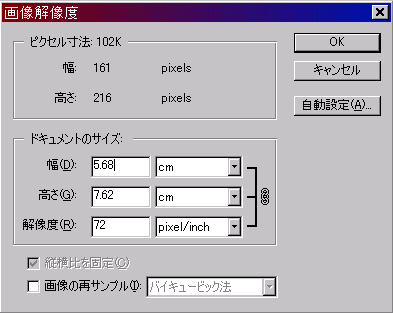 画像解像度
ピクセル寸法: 102K
幅: 161 pixels
高さ: 216 pixels
OK
キャンセル
自動設定(A)...
ドキュメントのサイズ:
幅(D): 5.68 cm
高さ(G): 7.62 cm
解像度(R): 72 pixel/inch
縦横比を固定(C)
画像の再サンプル(I): バイキュービック法